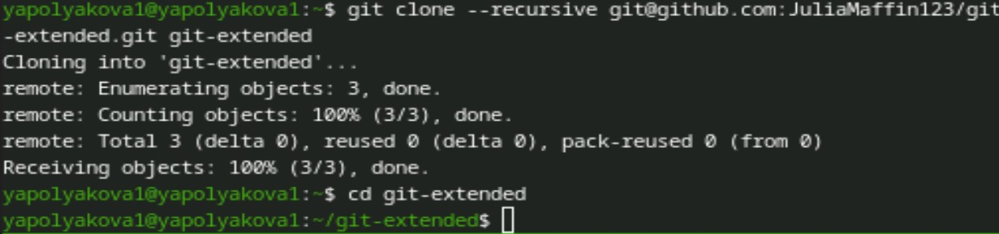 yapolyakova1@yapolyakova1:~$ git clone --recursive git@github.com:JuliaMaffin123/git
-extended.git git-extended
Cloning into 'git-extended'...
remote: Enumerating objects: 3, done.
remote: Counting objects: 100% (3/3), done.
remote: Total 3 (delta 0), reused 0 (delta 0), pack-reused 0 (from 0)
Receiving objects: 100% (3/3), done.
yapolyakova1@yapolyakova1:~$ cd git-extended
yapolyakova1@yapolyakova1:~/git-extended$